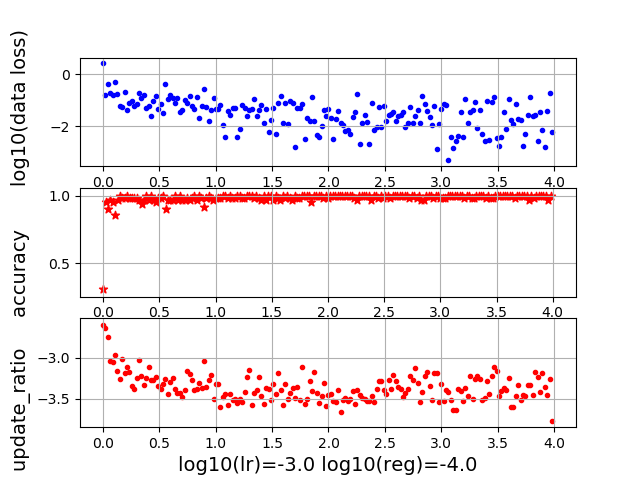 log10(data loss)
0
−2
0.0 0.5 1.0 1.5 2.0 2.5 3.0 3.5 4.0
accuracy
1.0
0.5
0.0 0.5 1.0 1.5 2.0 2.5 3.0 3.5 4.0
update_ratio
−3.0
−3.5
0.0 0.5 1.0 1.5 2.0 2.5 3.0 3.5 4.0
log10(lr)=-3.0 log10(reg)=-4.0